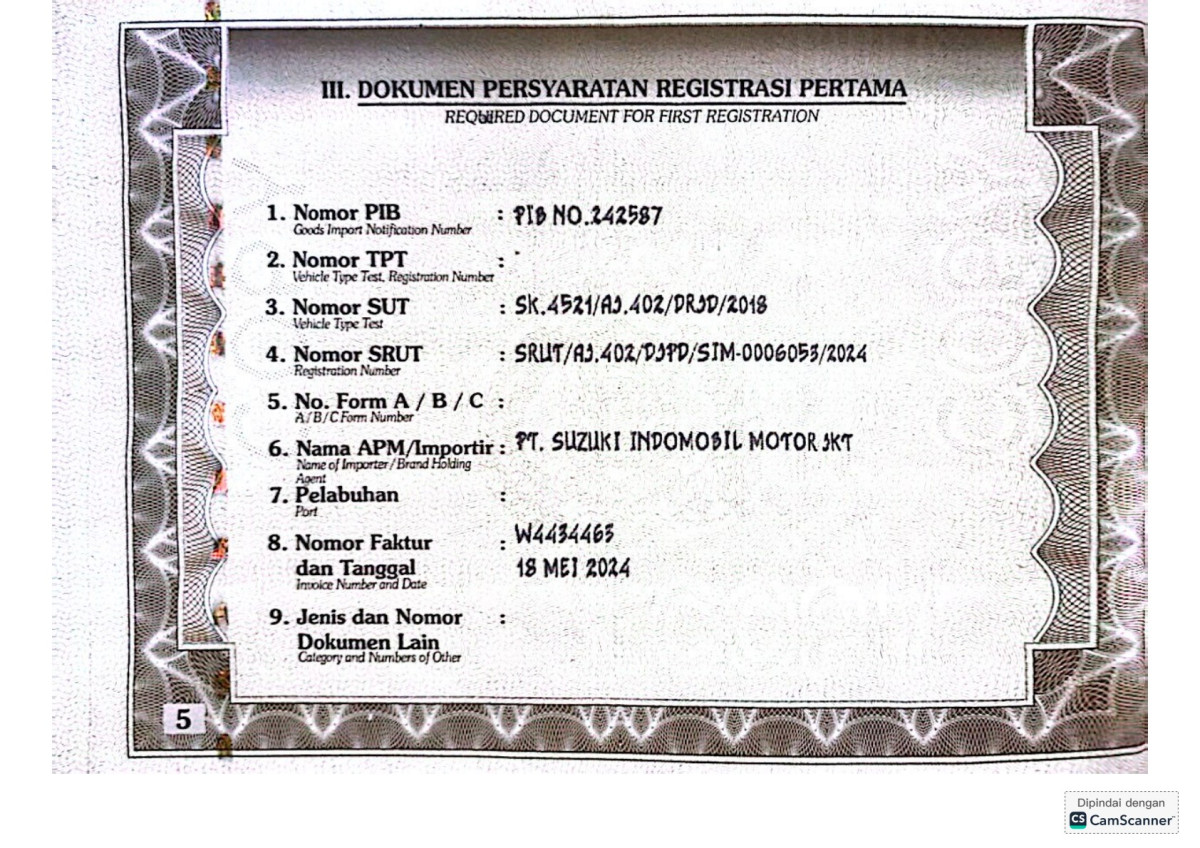 III. DOKUMEN PERSYARATAN REGISTRASI PERTAMA
REQUIRED DOCUMENT FOR FIRST REGISTRATION
1. Nomor PIB : PIB NO.242587
Goods Import Notification Number
2. Nomor TPT : -
Vehicle Type Test, Registration Number
3. Nomor SUT : SK.4521/AJ.402/DRJD/2018
Vehicle Type Test
4. Nomor SRUT : SRUT/AJ.402/DJPD/SIM-0006053/2024
Registration Number
5. No. Form A / B / C :
A/B/C Form Number
6. Nama APM/Importir : PT. SUZUKI INDOMOBIL MOTOR JKT
Name of Importer/Brand Holding
Agent
7. Pelabuhan :
Port
8. Nomor Faktur : W4434463
dan Tanggal 18 MEI 2024
Invoice Number and Date
9. Jenis dan Nomor :
Dokumen Lain
Category and Numbers of Other
5
Dipindai dengan
CS CamScanner